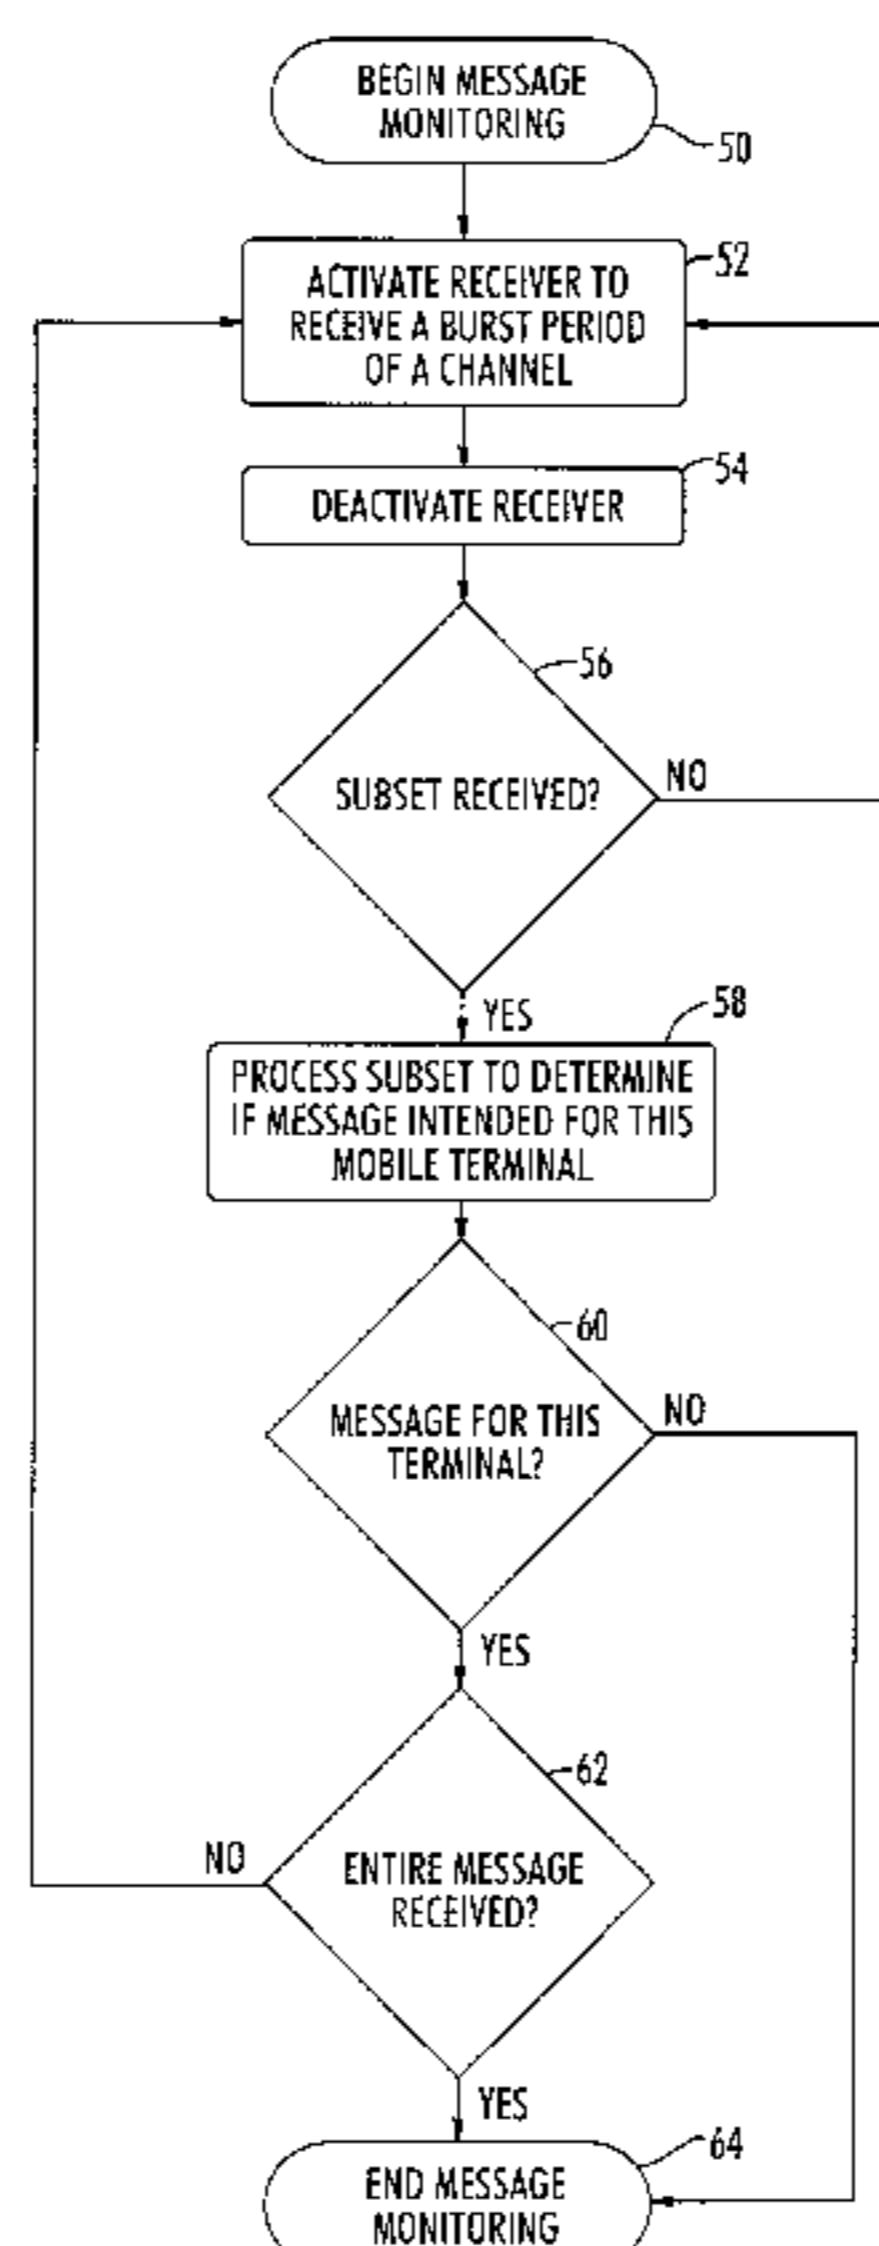 BEGIN MESSAGE
MONITORING
50
52
ACTIVATE RECEIVER TO
RECEIVE A BURST PERIOD
OF A CHANNEL
54
DEACTIVATE RECEIVER
56
SUBSET RECEIVED?
NO
YES
58
PROCESS SUBSET TO DETERMINE
IF MESSAGE INTENDED FOR THIS
MOBILE TERMINAL
60
MESSAGE FOR THIS
TERMINAL?
NO
YES
62
ENTIRE MESSAGE
RECEIVED?
NO
YES
64
END MESSAGE
MONITORING